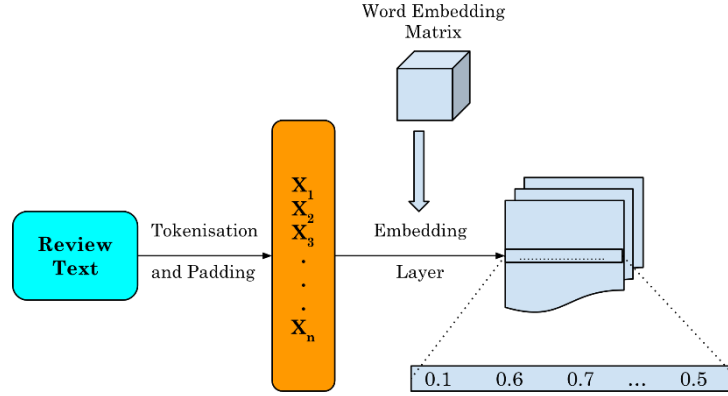 Word Embedding
Matrix
Review
Text
Tokenisation
and Padding
X1
X2
X3
.
.
.
Xn
Embedding
Layer
......................
0.1 0.6 0.7 ... 0.5